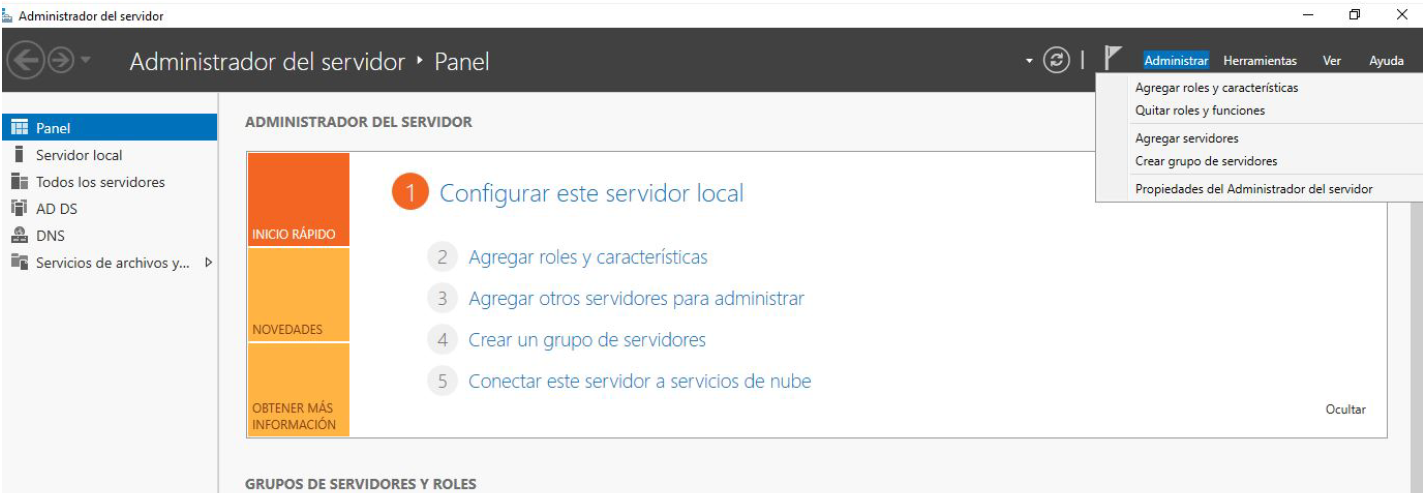 Administrador del servidor
Administrador del servidor ‣ Panel
Administrar Herramientas Ver Ayuda
Agregar roles y características
Quitar roles y funciones
Agregar servidores
Crear grupo de servidores
Propiedades del Administrador del servidor
Panel
Servidor local
Todos los servidores
AD DS
DNS
Servicios de archivos y...
ADMINISTRADOR DEL SERVIDOR
INICIO RÁPIDO
NOVEDADES
OBTENER MÁS
INFORMACIÓN
1 Configurar este servidor local
2 Agregar roles y características
3 Agregar otros servidores para administrar
4 Crear un grupo de servidores
5 Conectar este servidor a servicios de nube
Ocultar
GRUPOS DE SERVIDORES Y ROLES